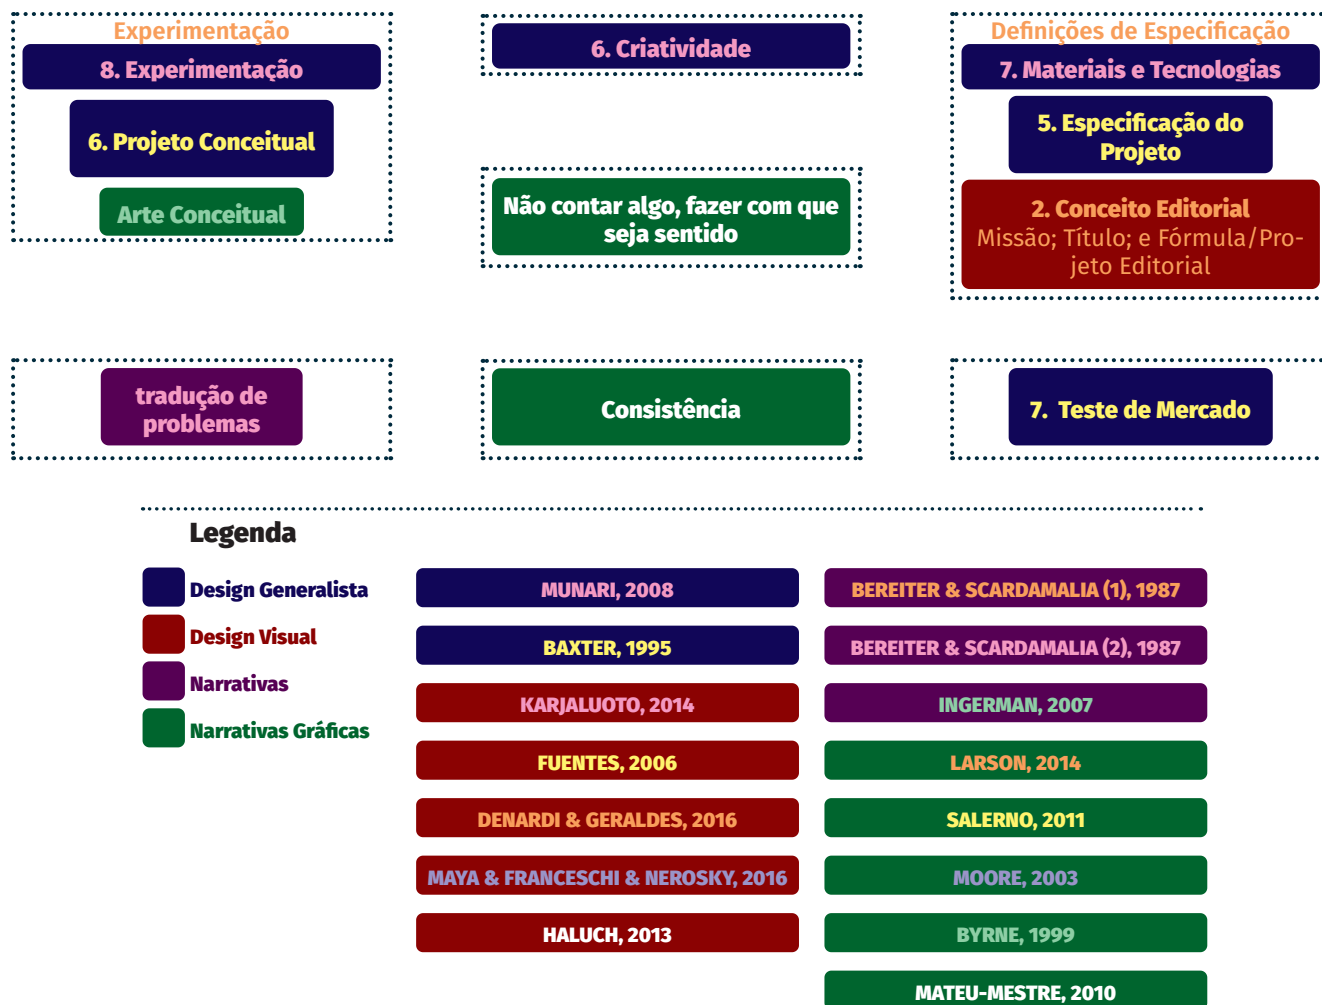 Experimentação
8. Experimentação
6. Projeto Conceitual
Arte Conceitual
6. Criatividade
Não contar algo, fazer com que
seja sentido
Definições de Especificação
7. Materiais e Tecnologias
5. Especificação do
Projeto
2. Conceito Editorial
Missão; Título; e Fórmula/Pro-
jeto Editorial
tradução de
problemas
Consistência
7. Teste de Mercado
Legenda
Design Generalista
Design Visual
Narrativas
Narrativas Gráficas
MUNARI, 2008
BAXTER, 1995
KARJALUOTO, 2014
FUENTES, 2006
DENARDI & GERALDES, 2016
MAYA & FRANCESCHI & NEROSKY, 2016
HALUCH, 2013
BEREITER & SCARDAMALIA (1), 1987
BEREITER & SCARDAMALIA (2), 1987
INGERMAN, 2007
LARSON, 2014
SALERNO, 2011
MOORE, 2003
BYRNE, 1999
MATEU-MESTRE, 2010